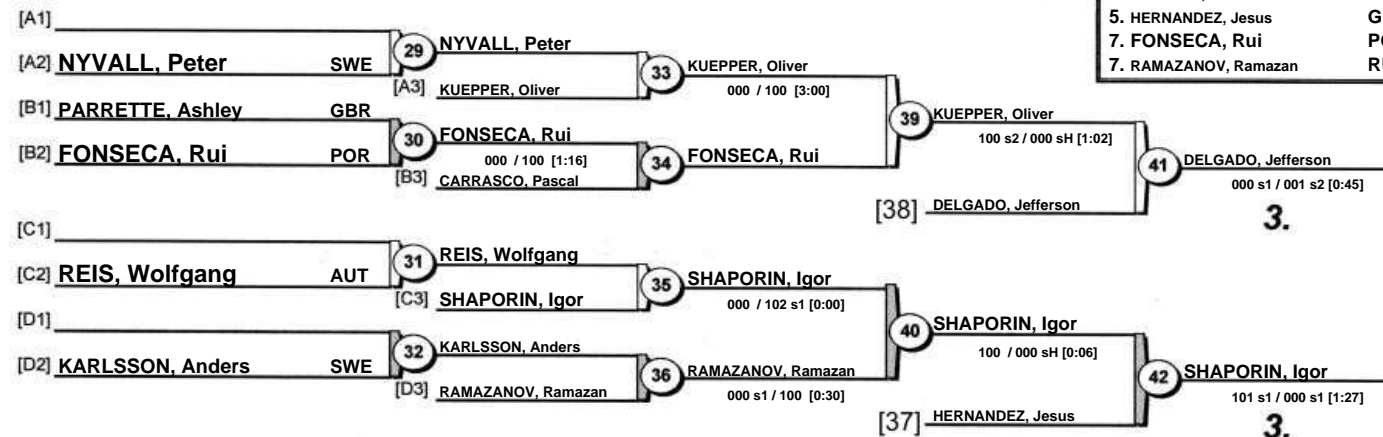 5. HERNANDEZ, Jesus
7. FONSECA, Rui
7. RAMAZANOV, Ramazan
[A1]
[A2] NYVALL, Peter SWE
29
NYVALL, Peter
[A3] KUEPPER, Oliver
33
KUEPPER, Oliver
000 / 100 [3:00]
[B1] PARRETTE, Ashley GBR
[B2] FONSECA, Rui POR
30
FONSECA, Rui
000 / 100 [1:16]
[B3] CARRASCO, Pascal
34
FONSECA, Rui
39
KUEPPER, Oliver
100 s2 / 000 sH [1:02]
[38] DELGADO, Jefferson
41
DELGADO, Jefferson
000 s1 / 001 s2 [0:45]
3.
[C1]
[C2] REIS, Wolfgang AUT
31
REIS, Wolfgang
[C3] SHAPORIN, Igor
35
SHAPORIN, Igor
000 / 102 s1 [0:00]
[D1]
[D2] KARLSSON, Anders SWE
32
KARLSSON, Anders
[D3] RAMAZANOV, Ramazan
36
RAMAZANOV, Ramazan
000 s1 / 100 [0:30]
40
SHAPORIN, Igor
100 / 000 sH [0:06]
[37] HERNANDEZ, Jesus
42
SHAPORIN, Igor
101 s1 / 000 s1 [1:27]
3.